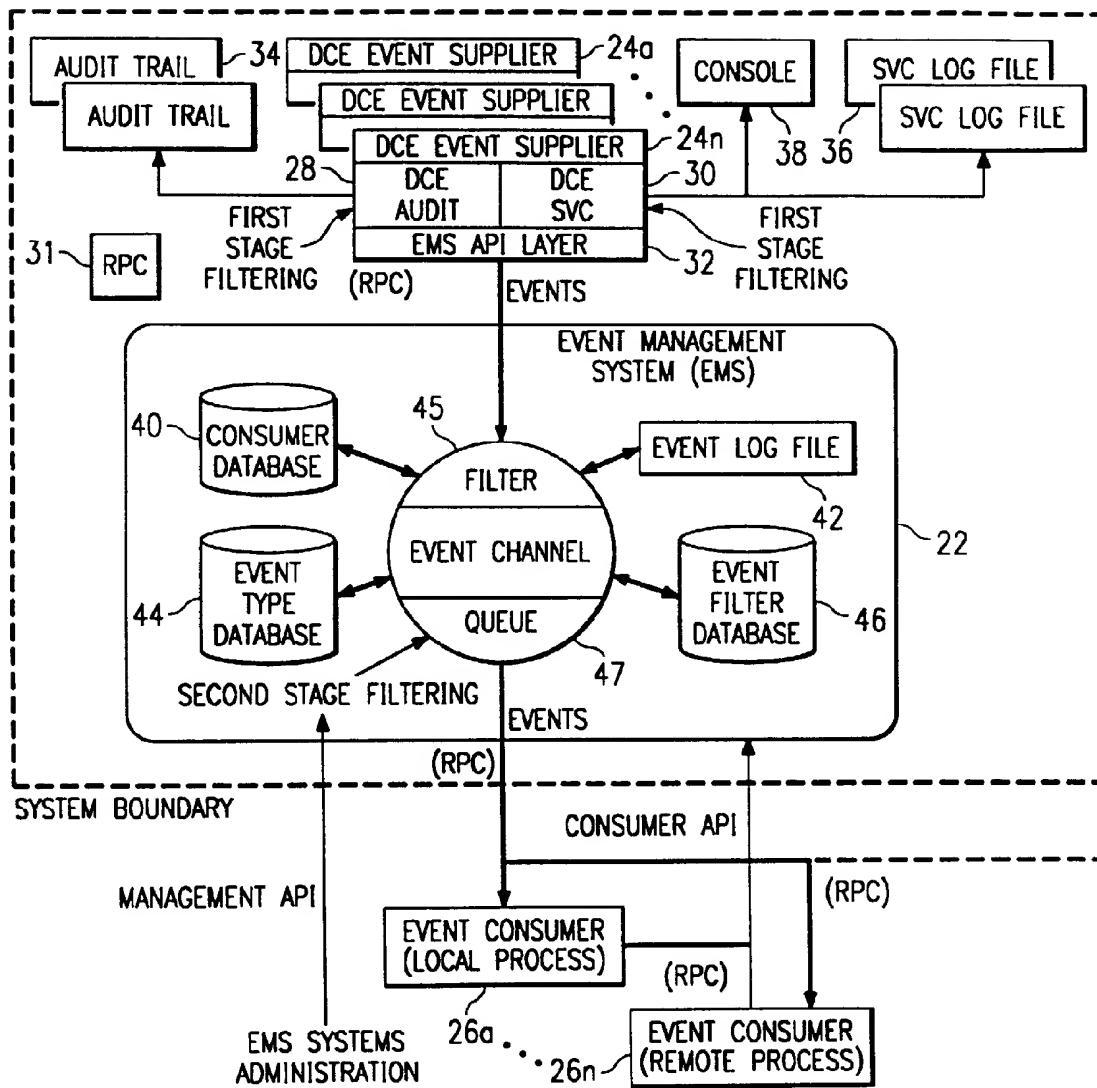 AUDIT TRAIL
34
AUDIT TRAIL
DCE EVENT SUPPLIER
24a
DCE EVENT SUPPLIER
DCE EVENT SUPPLIER
24n
CONSOLE
38
SVC LOG FILE
36
SVC LOG FILE
28
DCE
AUDIT
DCE
SVC
30
EMS API LAYER
32
FIRST
STAGE
FILTERING
FIRST
STAGE
FILTERING
31
RPC
(RPC)
EVENTS
EVENT MANAGEMENT
SYSTEM (EMS)
40
CONSUMER
DATABASE
45
FILTER
EVENT CHANNEL
QUEUE
47
EVENT LOG FILE
42
22
44
EVENT
TYPE
DATABASE
EVENT
FILTER
DATABASE
46
SECOND STAGE FILTERING
EVENTS
(RPC)
SYSTEM BOUNDARY
CONSUMER API
MANAGEMENT API
(RPC)
EVENT CONSUMER
(LOCAL PROCESS)
(RPC)
26a
EMS SYSTEMS
ADMINISTRATION
26n
EVENT CONSUMER
(REMOTE PROCESS)